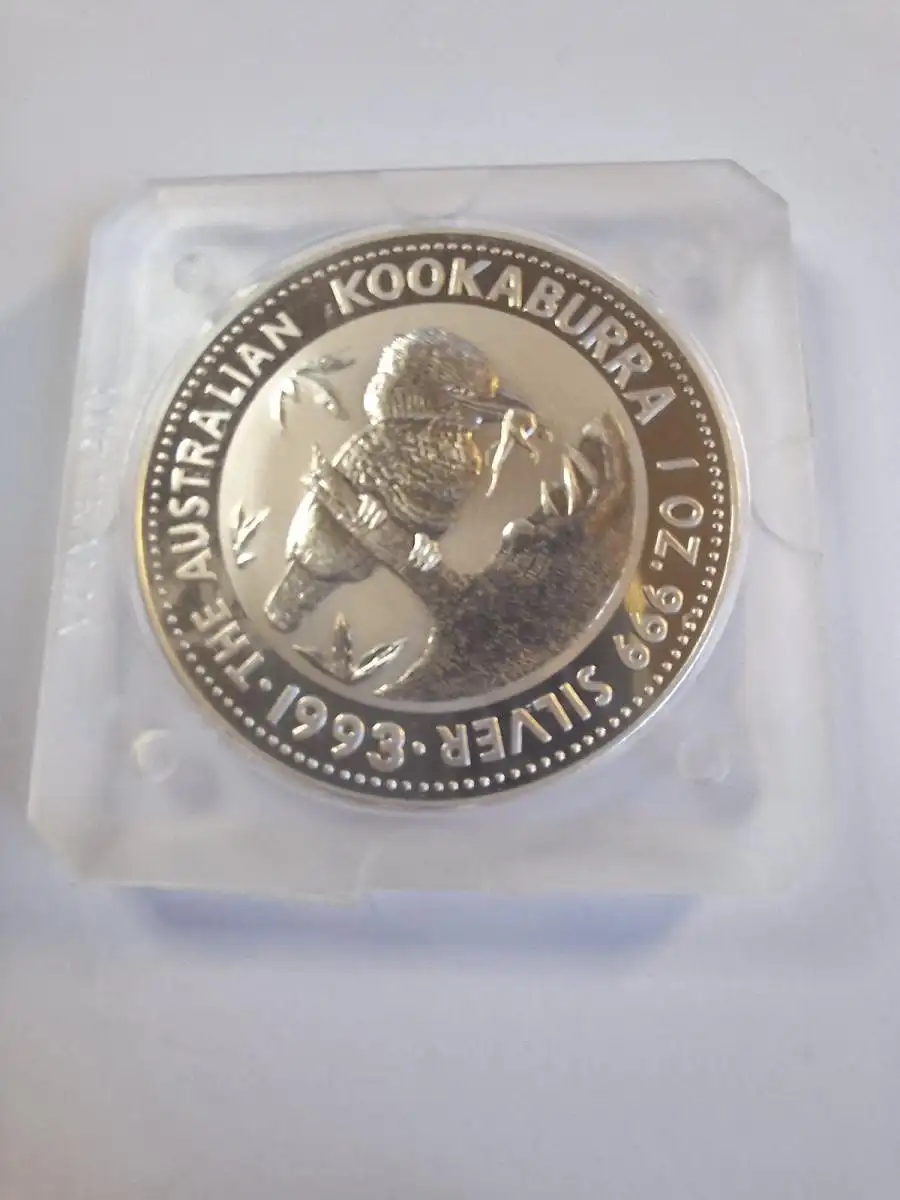 THE AUSTRALIAN KOOKABURRA 1 OZ. 999 SILVER · 1993 ·